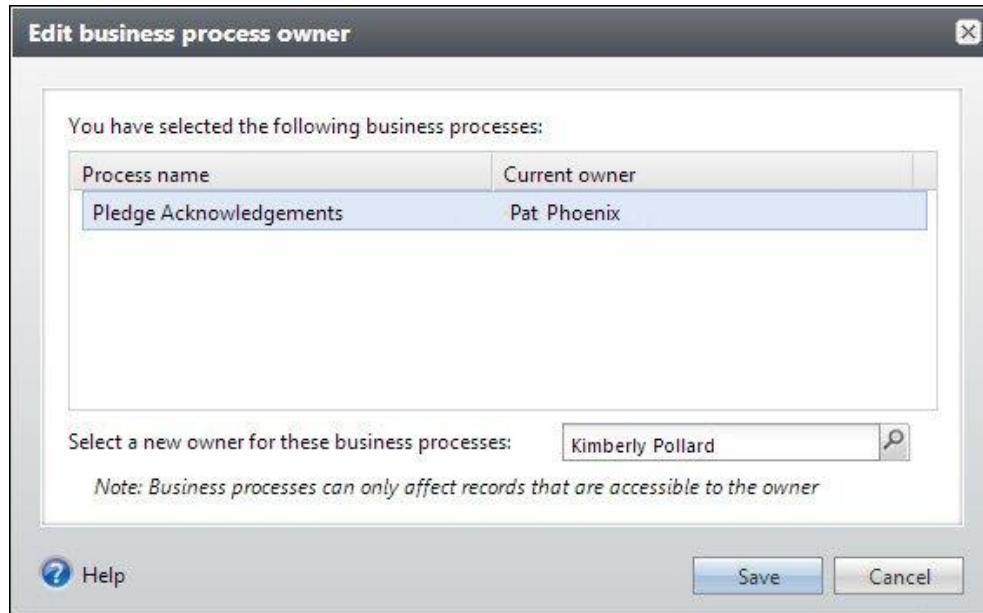 Edit business process owner
You have selected the following business processes:
Process name Current owner
Pledge Acknowledgements Pat Phoenix
Select a new owner for these business processes: Kimberly Pollard
Note: Business processes can only affect records that are accessible to the owner
? Help Save Cancel